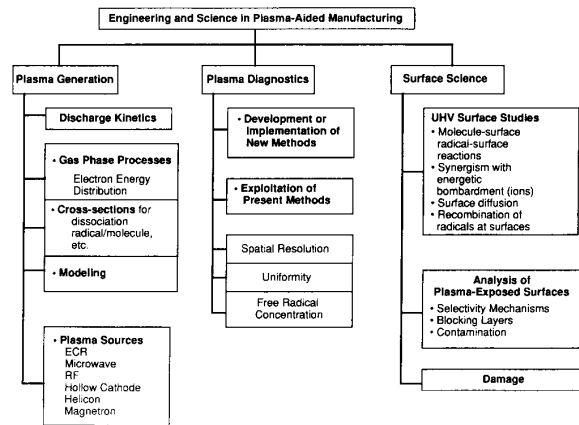 Engineering and Science in Plasma-Aided Manufacturing
Plasma Generation
Discharge Kinetics
• Gas Phase Processes
Electron Energy
Distribution
• Cross-sections for
dissociation
radical/molecule,
etc.
• Modeling
• Plasma Sources
ECR
Microwave
RF
Hollow Cathode
Helicon
Magnetron
Plasma Diagnostics
• Development or
Implementation of
New Methods
• Exploitation of
Present Methods
Spatial Resolution
Uniformity
Free Radical
Concentration
Surface Science
UHV Surface Studies
• Molecule-surface
radical-surface
reactions
• Synergism with
energetic
bombardment (ions)
• Surface diffusion
• Recombination of
radicals at surfaces
Analysis of
Plasma-Exposed Surfaces
• Selectivity Mechanisms
• Blocking Layers
• Contamination
Damage